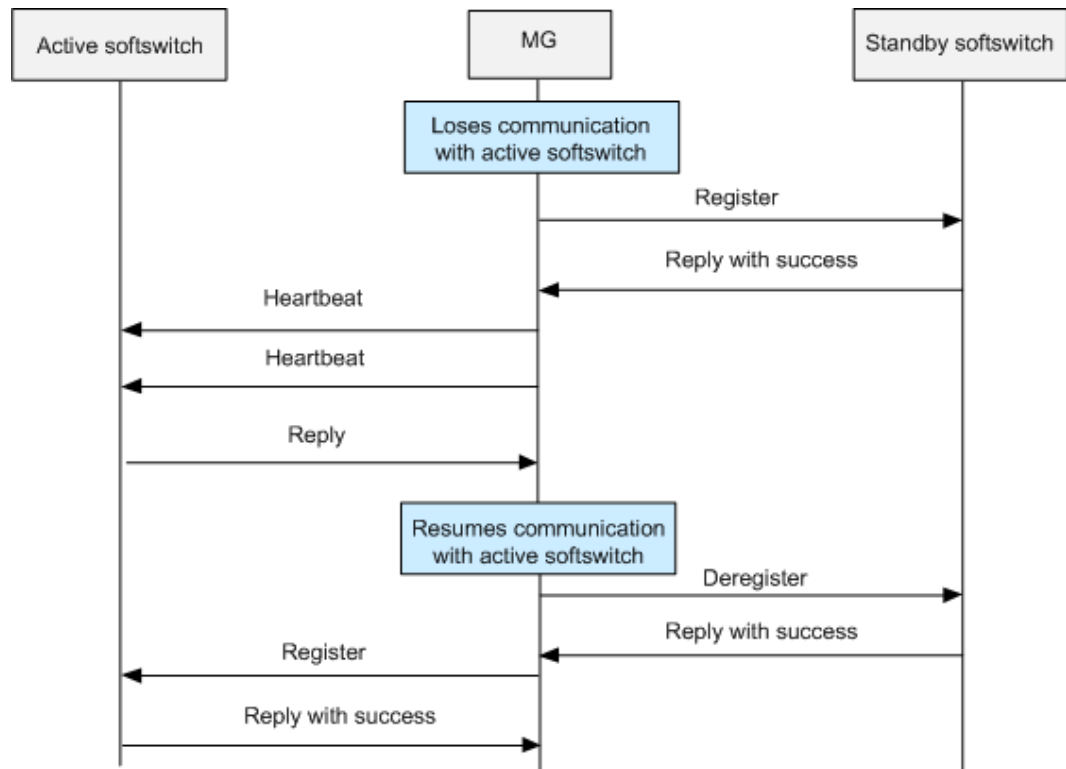 Active softswitch
MG
Standby softswitch
Loses communication
with active softswitch
Register
Reply with success
Heartbeat
Heartbeat
Reply
Resumes communication
with active softswitch
Deregister
Reply with success
Register
Reply with success